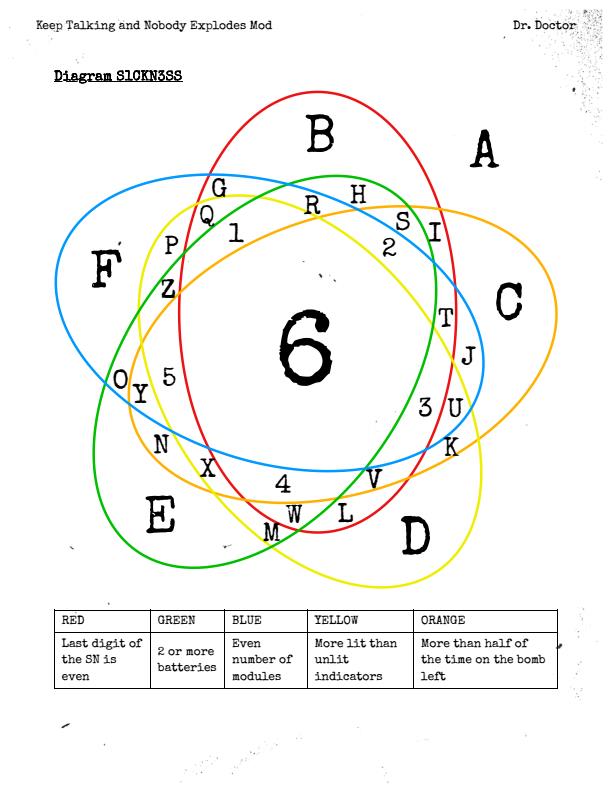 Keep Talking and Nobody Explodes Mod Dr. Doctor
Diagram S1CKN3SS
B
A
G
H
R
Q
S
I
1
2
P
F
Z
C
T
6
J
O
5
Y
3
U
N
K
X
V
4
E
W
L
M
D
RED GREEN BLUE YELLOW ORANGE
Last digit of the SN is even
2 or more batteries
Even number of modules
More lit than unlit indicators
More than half of the time on the bomb left